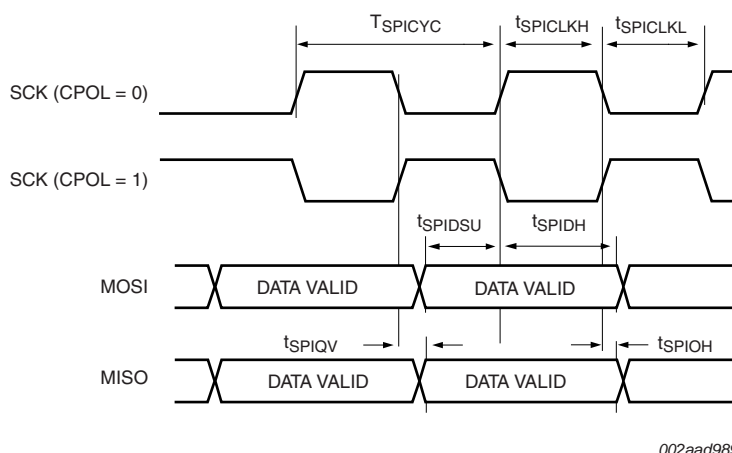 TSPICYC tSPICLKH tSPICLKL
SCK (CPOL = 0)
SCK (CPOL = 1)
tSPIDSU tSPIDH
MOSI DATA VALID DATA VALID
tSPIQV tSPIOH
MISO DATA VALID DATA VALID
002aad989